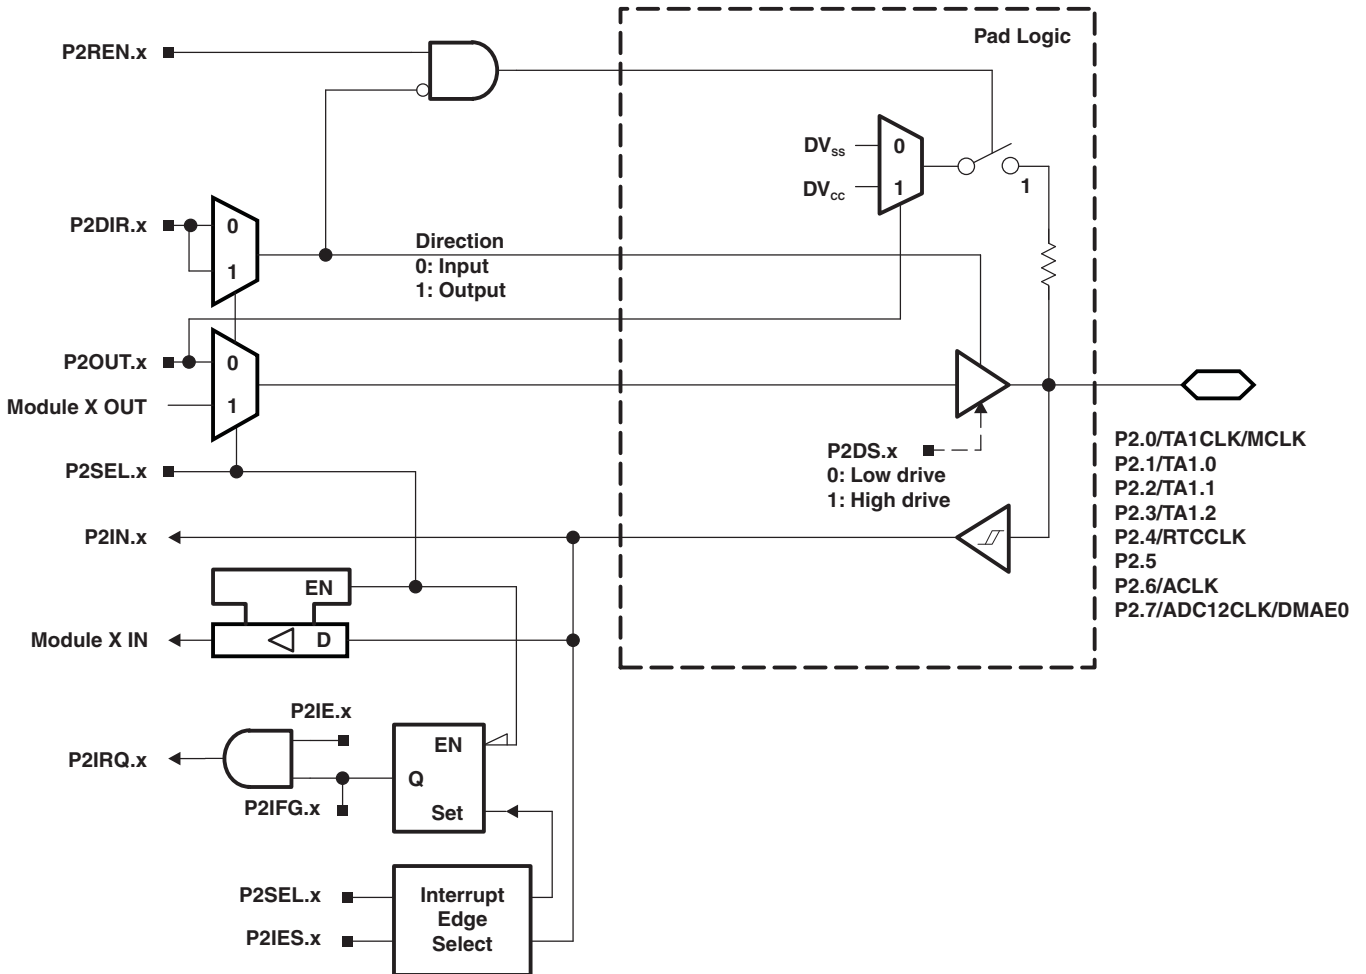 Pad Logic
P2REN.x
DVss
0
DVcc
1
1
P2DIR.x
0
1
Direction
0: Input
1: Output
P2OUT.x
0
Module X OUT
1
P2SEL.x
P2DS.x
0: Low drive
1: High drive
P2.0/TA1CLK/MCLK
P2.1/TA1.0
P2.2/TA1.1
P2.3/TA1.2
P2.4/RTCCLK
P2.5
P2.6/ACLK
P2.7/ADC12CLK/DMAE0
P2IN.x
EN
Module X IN
D
P2IE.x
EN
P2IRQ.x
Q
P2IFG.x
Set
P2SEL.x
P2IES.x
Interrupt
Edge
Select